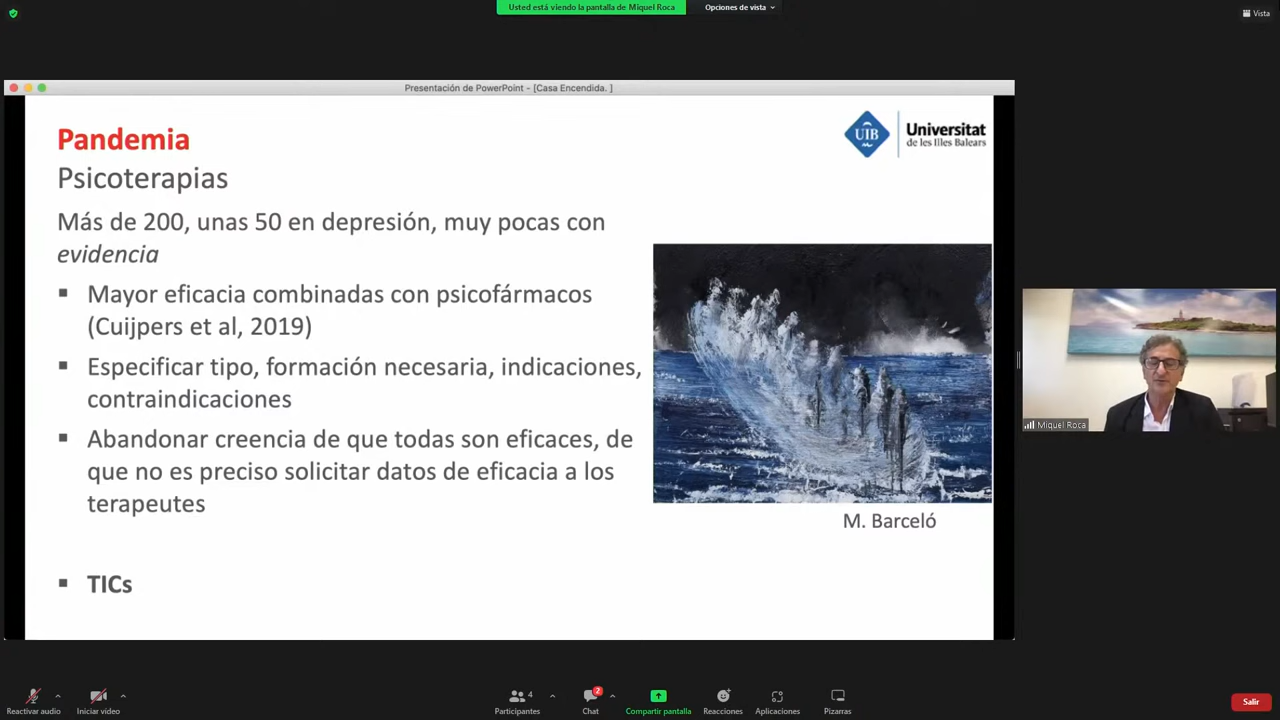 Usted está viendo la pantalla de Miquel Roca
Opciones de vista
Vista
Presentación de PowerPoint - [Casa Encendida. ]
Pandemia
UIB
Universitat
de les Illes Balears
Psicoterapias
Más de 200, unas 50 en depresión, muy pocas con
evidencia
▪ Mayor eficacia combinadas con psicofármacos
(Cuijpers et al, 2019)
▪ Especificar tipo, formación necesaria, indicaciones,
contraindicaciones
▪ Abandonar creencia de que todas son eficaces, de
que no es preciso solicitar datos de eficacia a los
terapeutes
M. Barceló
▪ TICs
Miquel Roca
Reactivar audio
Iniciar vídeo
4
Participantes
2
Chat
Compartir pantalla
Reacciones
Aplicaciones
Pizarras
Salir